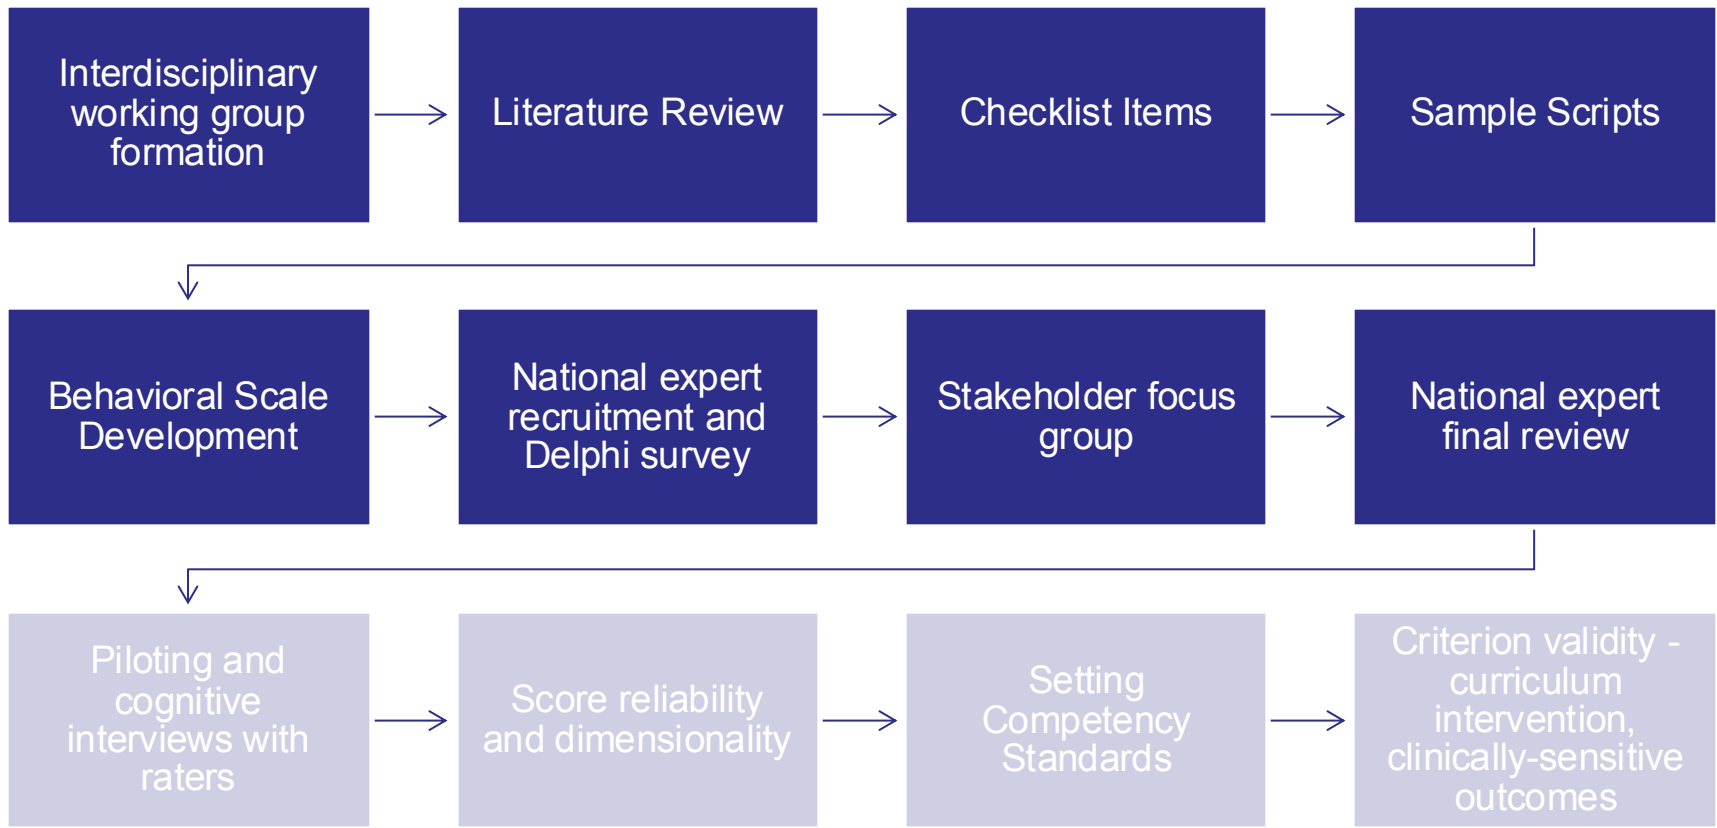 Interdisciplinary
working group
formation
Literature Review
Checklist Items
Sample Scripts
Behavioral Scale
Development
National expert
recruitment and
Delphi survey
Stakeholder focus
group
National expert
final review
Piloting and
cognitive
interviews with
raters
Score reliability
and dimensionality
Setting
Competency
Standards
Criterion validity -
curriculum
intervention,
clinically-sensitive
outcomes